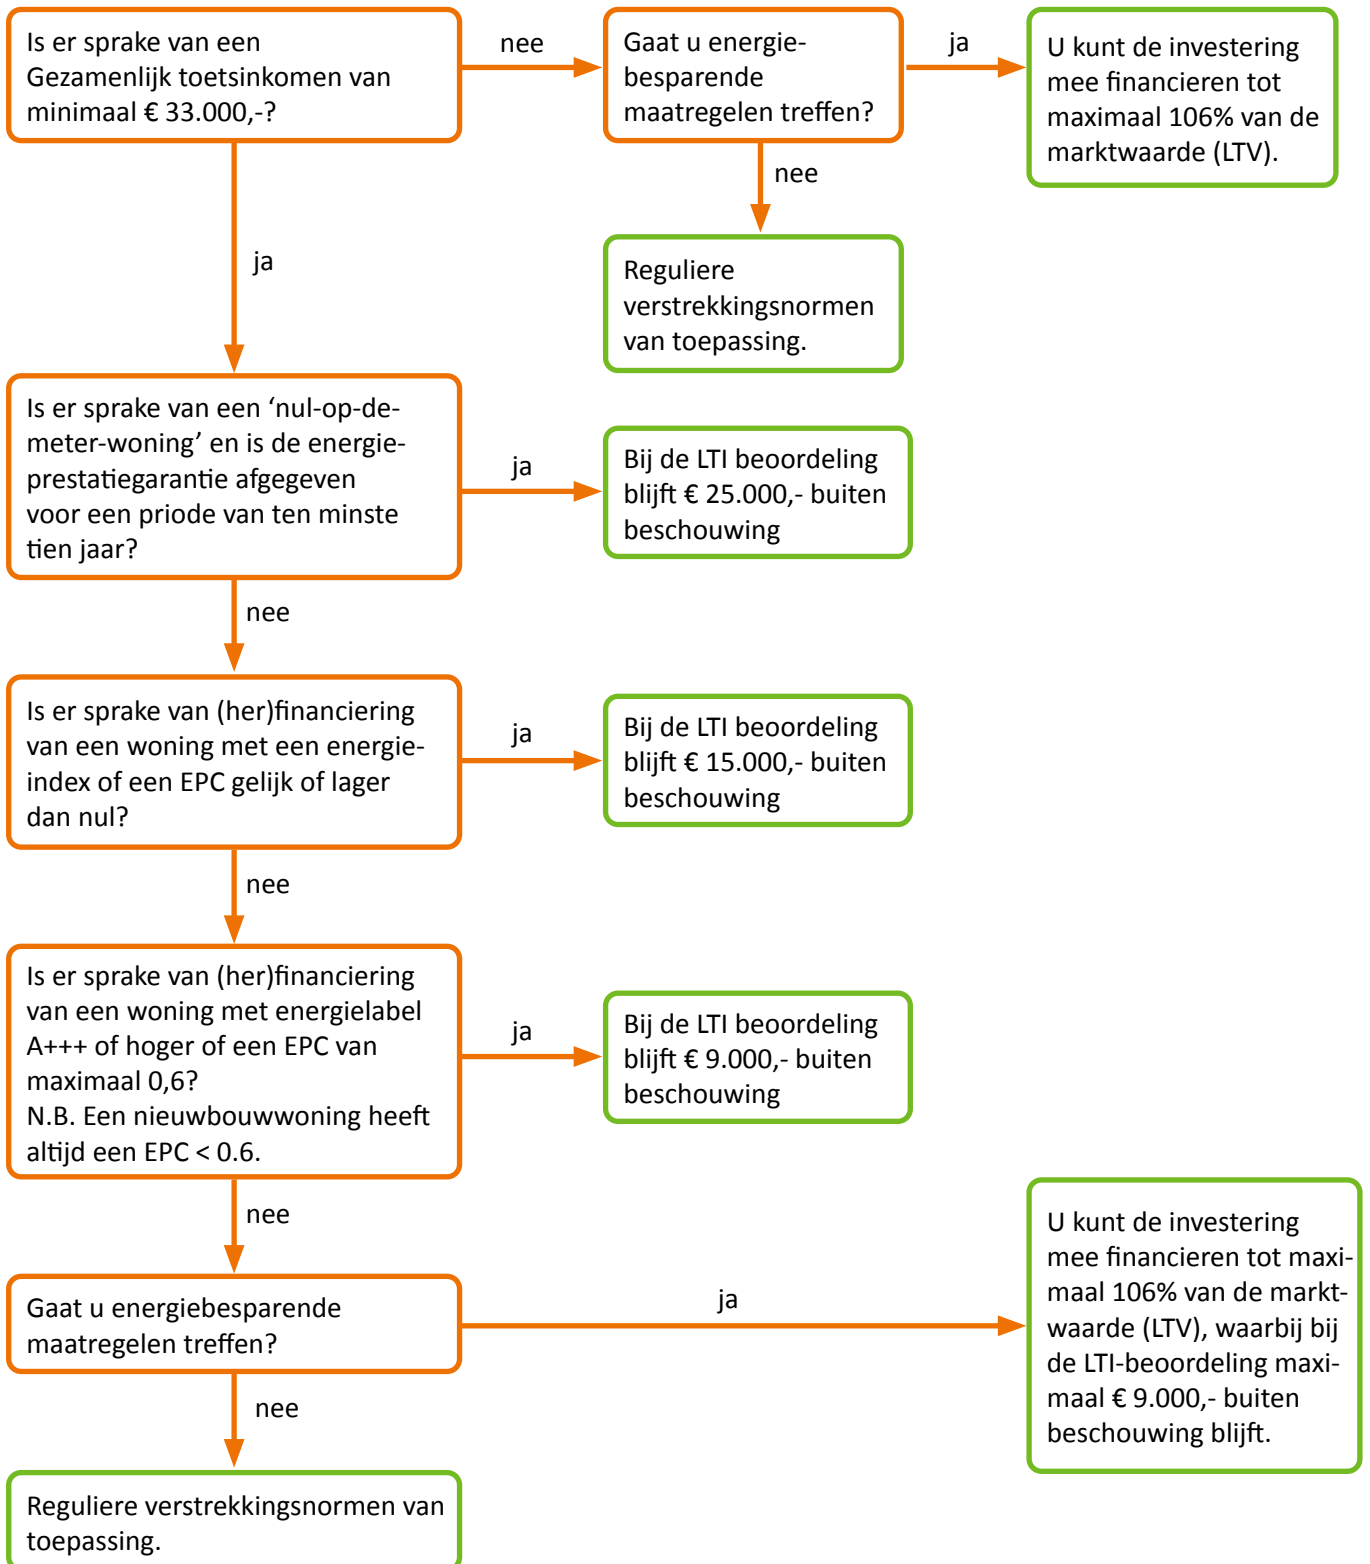 Is er sprake van een
Gezamenlijk toetsinkomen van
minimaal € 33.000,-?
nee
Gaat u energie-
besparende
maatregelen treffen?
ja
U kunt de investering
mee financieren tot
maximaal 106% van de
marktwaarde (LTV).
nee
ja
Reguliere
verstrekkingsnormen
van toepassing.
Is er sprake van een ‘nul-op-de-
meter-woning’ en is de energie-
prestatiegarantie afgegeven
voor een priode van ten minste
tien jaar?
ja
Bij de LTI beoordeling
blijft € 25.000,- buiten
beschouwing
nee
Is er sprake van (her)financiering
van een woning met een energie-
index of een EPC gelijk of lager
dan nul?
ja
Bij de LTI beoordeling
blijft € 15.000,- buiten
beschouwing
nee
Is er sprake van (her)financiering
van een woning met energielabel
A+++ of hoger of een EPC van
maximaal 0,6?
N.B. Een nieuwbouwwoning heeft
altijd een EPC < 0.6.
ja
Bij de LTI beoordeling
blijft € 9.000,- buiten
beschouwing
nee
Gaat u energiebesparende
maatregelen treffen?
ja
U kunt de investering
mee financieren tot maxi-
maal 106% van de markt-
waarde (LTV), waarbij bij
de LTI-beoordeling maxi-
maal € 9.000,- buiten
beschouwing blijft.
nee
Reguliere verstrekkingsnormen van
toepassing.